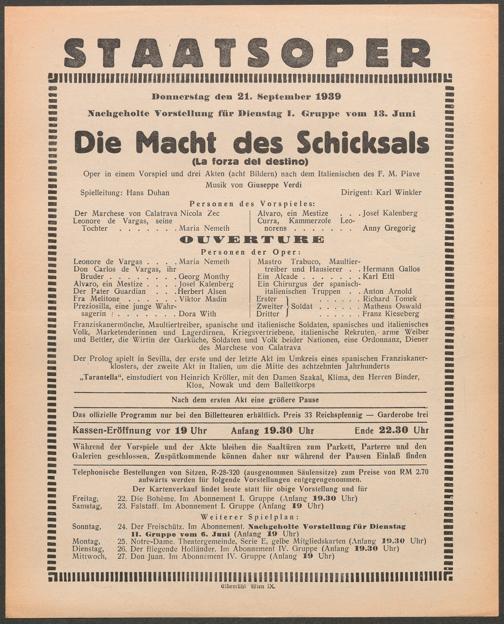 STAATSOPER
Donnerstag den 21. September 1939
Nachgeholte Vorstellung für Dienstag I. Gruppe vom 13. Juni
Die Macht des Schicksals
(La forza del destino)
Oper in einem Vorspiel und drei Akten (acht Bildern) nach dem Italienischen des F. M. Piave
Musik von Giuseppe Verdi
Spielleitung: Hans Duhan Dirigent: Karl Winkler
Personen des Vorspieles:
Der Marchese von Calatrava Nicola Zec
Leonore de Vargas, seine
Tochter . . . . . . Maria Nemeth
Alvaro, ein Mestize . . . Josef Kalenberg
Curra, Kammerzofe Leo-
norens . . . . . . . Anny Gregorig
OUVERTURE
Personen der Oper:
Leonore de Vargas . . . . Maria Nemeth
Don Carlos de Vargas, ihr
Bruder . . . . . . . Georg Monthy
Alvaro, ein Mestize . . . Josef Kalenberg
Der Pater Guardian . . . Herbert Alsen
Fra Melitone . . . . . Viktor Madin
Preziosilla, eine junge Wahr-
sagerin . . . . . . . Dora With
Mastro Trabuco, Maultier-
treiber und Hausierer . . Hermann Gallos
Ein Alcade . . . . . . Karl Ettl
Ein Chirurgus der spanisch-
italienischen Truppen . . Anton Arnold
Erster } . . . . . . Richard Tomek
Zweiter } Soldat . . . . . Matheus Oswald
Dritter } . . . . . . Franz Kieseberg
Franziskanermönche, Maultiertreiber, spanische und italienische Soldaten, spanisches und italienisches
Volk, Marketenderinnen und Lagerdirnen, Kriegsvertriebene, italienische Rekruten, arme Weiber
und Bettler, die Wirtin der Garküche, Soldaten und Volk beider Nationen, eine Ordonnanz, Diener
des Marchese von Calatrava
Der Prolog spielt in Sevilla, der erste und der letzte Akt im Umkreis eines spanischen Franziskaner-
klosters, der zweite Akt in Italien, um die Mitte des achtzehnten Jahrhunderts
„Tarantella", einstudiert von Heinrich Kröller, mit den Damen Szakal, Klima, den Herren Binder,
Klos, Nowak und dem Ballettkorps
Nach dem ersten Akt eine größere Pause
Das offizielle Programm nur bei den Billetteuren erhältlich. Preis 33 Reichspfennig — Garderobe frei
Kassen-Eröffnung vor 19 Uhr Anfang 19.30 Uhr Ende 22.30 Uhr
Während der Vorspiele und der Akte bleiben die Saaltüren zum Parkett, Parterre und den
Galerien geschlossen. Zuspätkommende können daher nur während der Pausen Einlaß finden
Telephonische Bestellungen von Sitzen, R-28-320 (ausgenommen Säulensitze) zum Preise von RM 2.70
aufwärts werden für folgende Vorstellungen entgegengenommen.
Der Kartenverkauf findet heute statt für obige Vorstellung und für
Freitag, 22. Die Bohème. Im Abonnement I. Gruppe (Anfang 19.30 Uhr)
Samstag, 23. Falstaff. Im Abonnement I. Gruppe (Anfang 19 Uhr)
Weiterer Spielplan:
Sonntag, 24. Der Freischütz. Im Abonnement. Nachgeholte Vorstellung für Dienstag
II. Gruppe vom 6. Juni (Anfang 19 Uhr)
Montag, 25. Notre-Dame. Theatergemeinde, Serie E, gelbe Mitgliedskarten (Anfang 19.30 Uhr)
Dienstag, 26. Der fliegende Holländer. Im Abonnement IV. Gruppe (Anfang 19.30 Uhr)
Mittwoch, 27. Don Juan. Im Abonnement IV. Gruppe (Anfang 19 Uhr)
Elbemühl Wien IX.